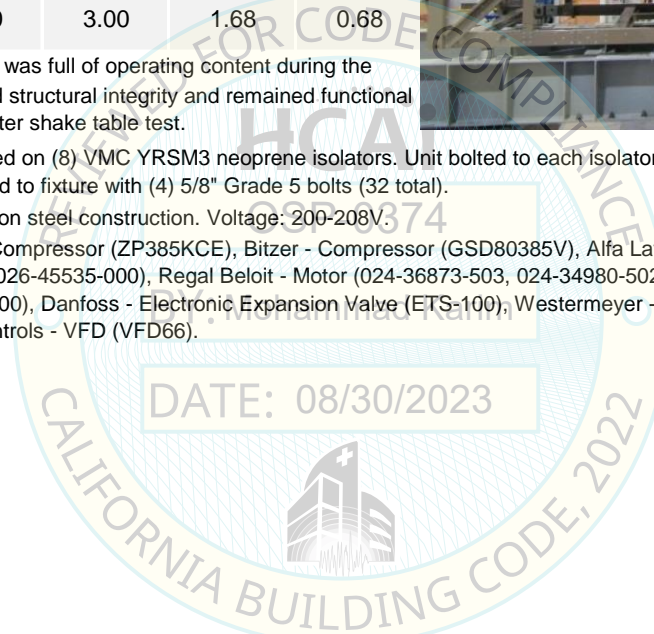 3.00 1.68 0.68
was full of operating content during the
structural integrity and remained functional
ter shake table test.
ed on (8) VMC YRSM3 neoprene isolators. Unit bolted to each isolator
d to fixture with (4) 5/8" Grade 5 bolts (32 total).
on steel construction. Voltage: 200-208V.
Compressor (ZP385KCE), Bitzer - Compressor (GSD80385V), Alfa La
026-45535-000), Regal Beloit - Motor (024-36873-503, 024-34980-502
00), Danfoss - Electronic Expansion Valve (ETS-100), Westermeyer -
ntrols - VFD (VFD66).
REVIEWED FOR CODE COMPLIANCE
HCAi
OSP-0374
BY: Mohammad Karim
DATE: 08/30/2023
CALIFORNIA BUILDING CODE, 2022